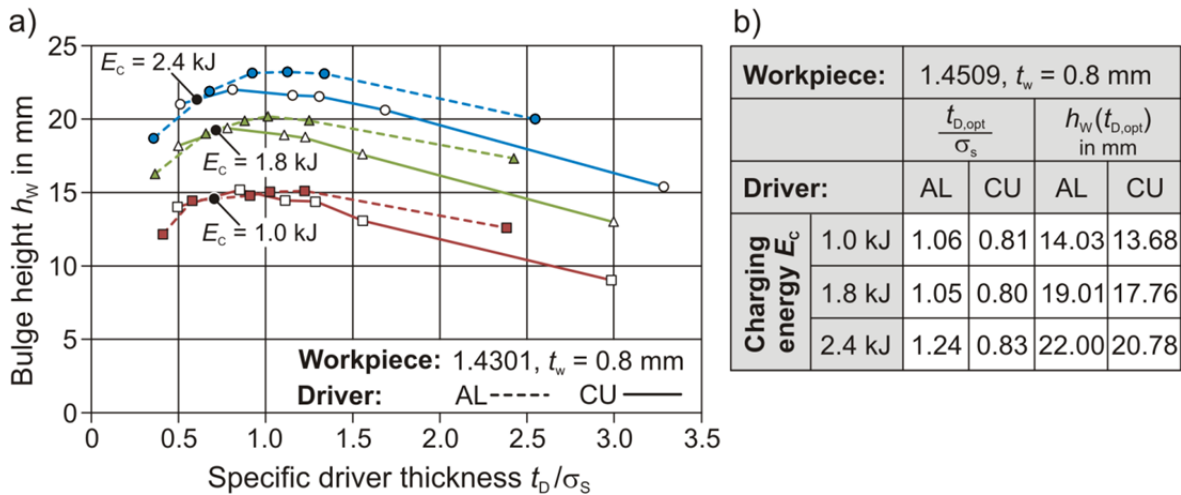 a)
25
20
15
10
5
0
Bulge height h_w in mm
E_c = 2.4 kJ
E_c = 1.8 kJ
E_c = 1.0 kJ
Workpiece: 1.4301, t_w = 0.8 mm
Driver: AL CU
0 0.5 1.0 1.5 2.0 2.5 3.0 3.5
Specific driver thickness t_D/σ_S
b)
Workpiece: 1.4509, t_w = 0.8 mm
t_D,opt/σ_s h_W(t_D,opt)
in mm
Driver: AL CU AL CU
Charging
energy E_c
1.0 kJ 1.06 0.81 14.03 13.68
1.8 kJ 1.05 0.80 19.01 17.76
2.4 kJ 1.24 0.83 22.00 20.78